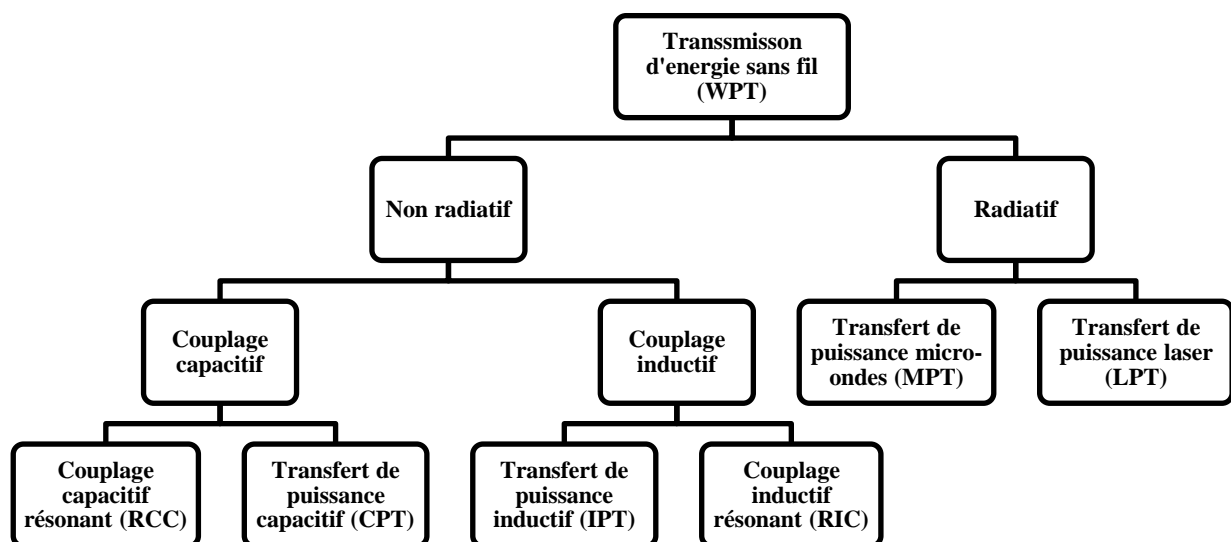 Transsmisson
d'energie sans fil
(WPT)
Non radiatif
Radiatif
Couplage
capacitif
Couplage
inductif
Transfert de
puissance micro-
ondes (MPT)
Transfert de
puissance laser
(LPT)
Couplage
capacitif
résonant (RCC)
Transfert de
puissance
capacitif (CPT)
Transfert de
puissance
inductif (IPT)
Couplage
inductif
résonant (RIC)